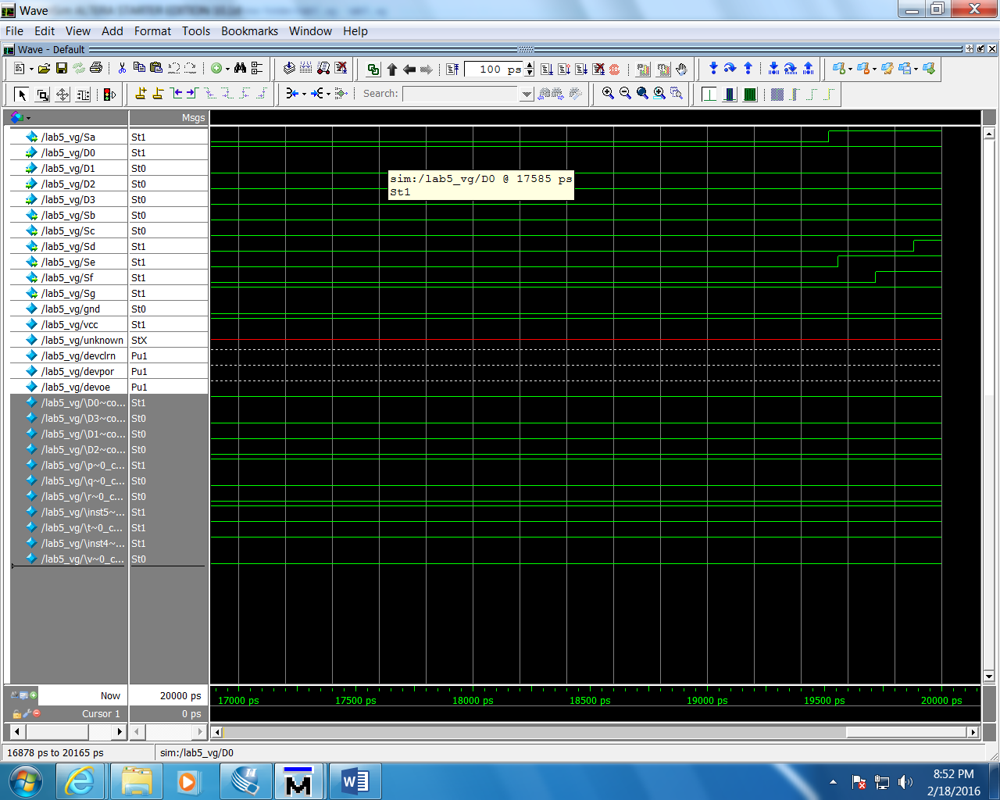 Wave
File Edit View Add Format Tools Bookmarks Window Help
Wave - Default
100 ps
Search:
Msgs
/lab5_vg/Sa St1
/lab5_vg/D0 St1
/lab5_vg/D1 St0
/lab5_vg/D2 St0
/lab5_vg/D3 St0
/lab5_vg/Sb St0
/lab5_vg/Sc St0
/lab5_vg/Sd St1
/lab5_vg/Se St1
/lab5_vg/Sf St1
/lab5_vg/Sg St1
/lab5_vg/gnd St0
/lab5_vg/vcc St1
/lab5_vg/unknown StX
/lab5_vg/devclrn Pu1
/lab5_vg/devpor Pu1
/lab5_vg/devoe Pu1
/lab5_vg/\D0~co... St1
/lab5_vg/\D3~co... St0
/lab5_vg/\D1~co... St0
/lab5_vg/\D2~co... St0
/lab5_vg/\p~0_c... St1
/lab5_vg/\q~0_c... St0
/lab5_vg/\r~0_c... St0
/lab5_vg/\inst5~... St1
/lab5_vg/\t~0_c... St1
/lab5_vg/\inst4~... St1
/lab5_vg/\v~0_c... St0
sim:/lab5_vg/D0 @ 17585 ps
St1
Now 20000 ps
Cursor 1 0 ps
17000 ps 17500 ps 18000 ps 18500 ps 19000 ps 19500 ps 20000 ps
16878 ps to 20165 ps sim:/lab5_vg/D0
8:52 PM
2/18/2016